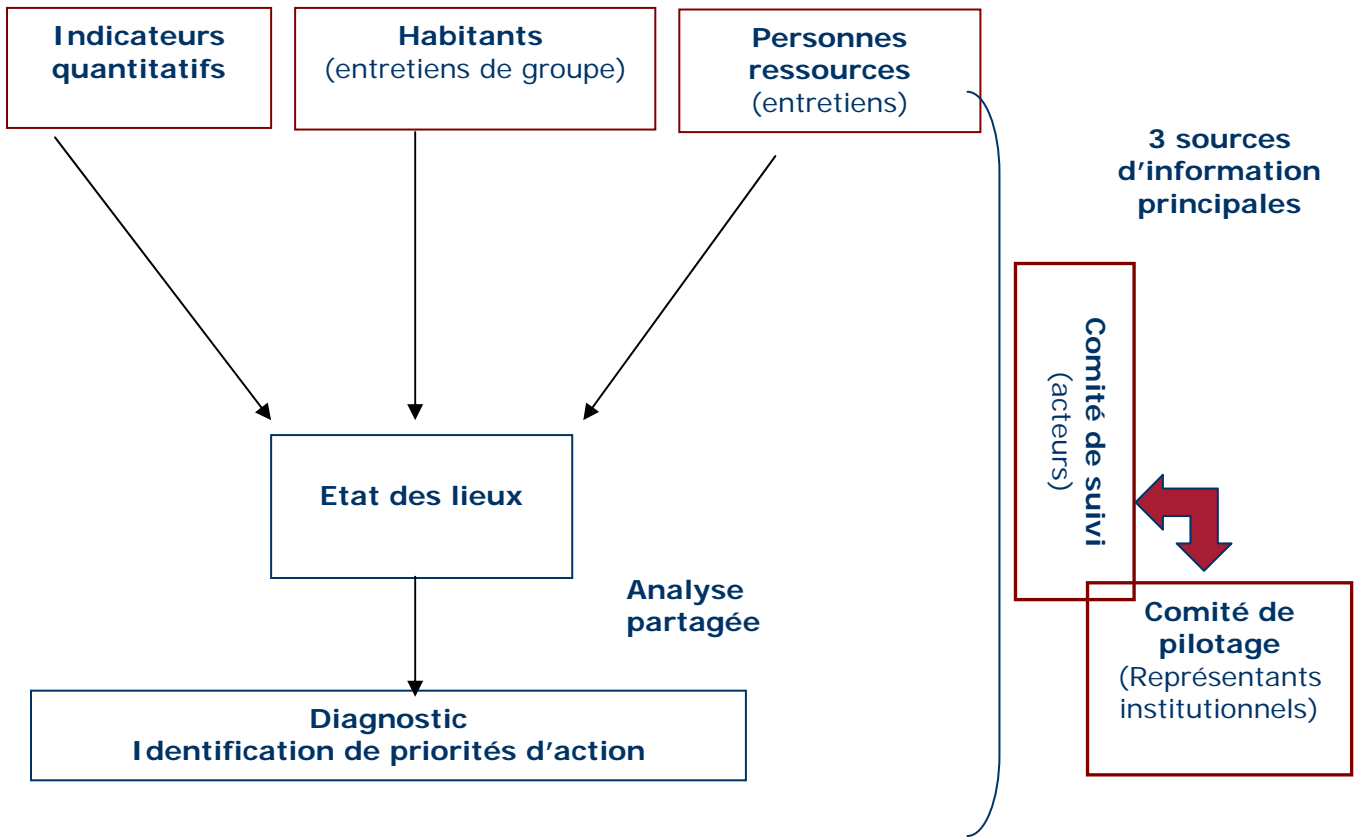 Indicateurs
quantitatifs
Habitants
(entretiens de groupe)
Personnes
ressources
(entretiens)
3 sources
d'information
principales
Comité de suivi
(acteurs)
Etat des lieux
Analyse
partagée
Comité de
pilotage
(Représentants
institutionnels)
Diagnostic
Identification de priorités d'action